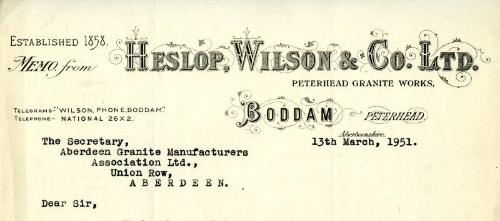 ESTABLISHED 1858.
HESLOP, WILSON & CO. LTD.
MEMO. from
PETERHEAD GRANITE WORKS,
TELEGRAMS-"WILSON, PHONE, BODDAM."
TELEPHONE- NATIONAL 26X2.
BODDAM PETERHEAD,
Aberdeenshire.
The Secretary, 13th March, 1951.
Aberdeen Granite Manufacturers
Association Ltd.,
Union Row,
ABERDEEN.
Dear Sir,